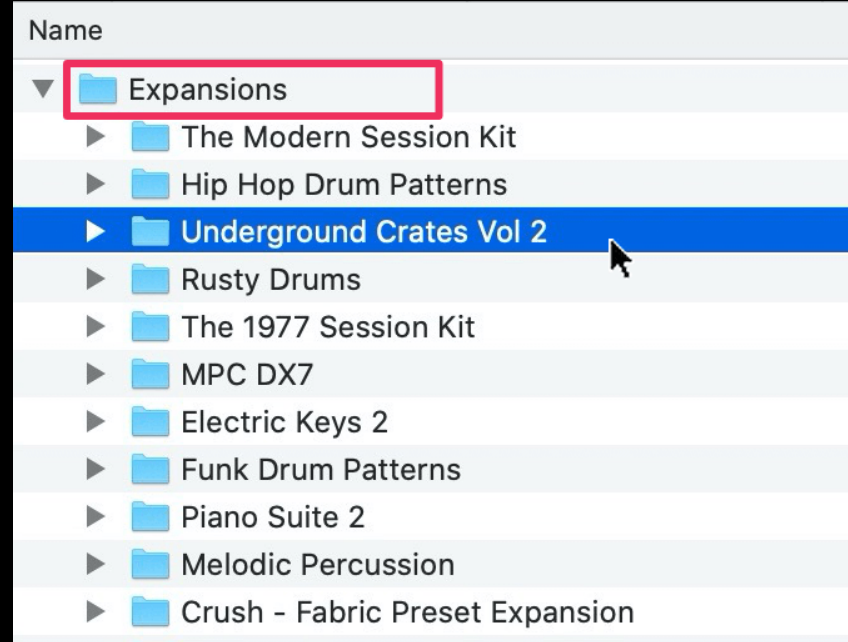 Name
Expansions
The Modern Session Kit
Hip Hop Drum Patterns
Underground Crates Vol 2
Rusty Drums
The 1977 Session Kit
MPC DX7
Electric Keys 2
Funk Drum Patterns
Piano Suite 2
Melodic Percussion
Crush - Fabric Preset Expansion